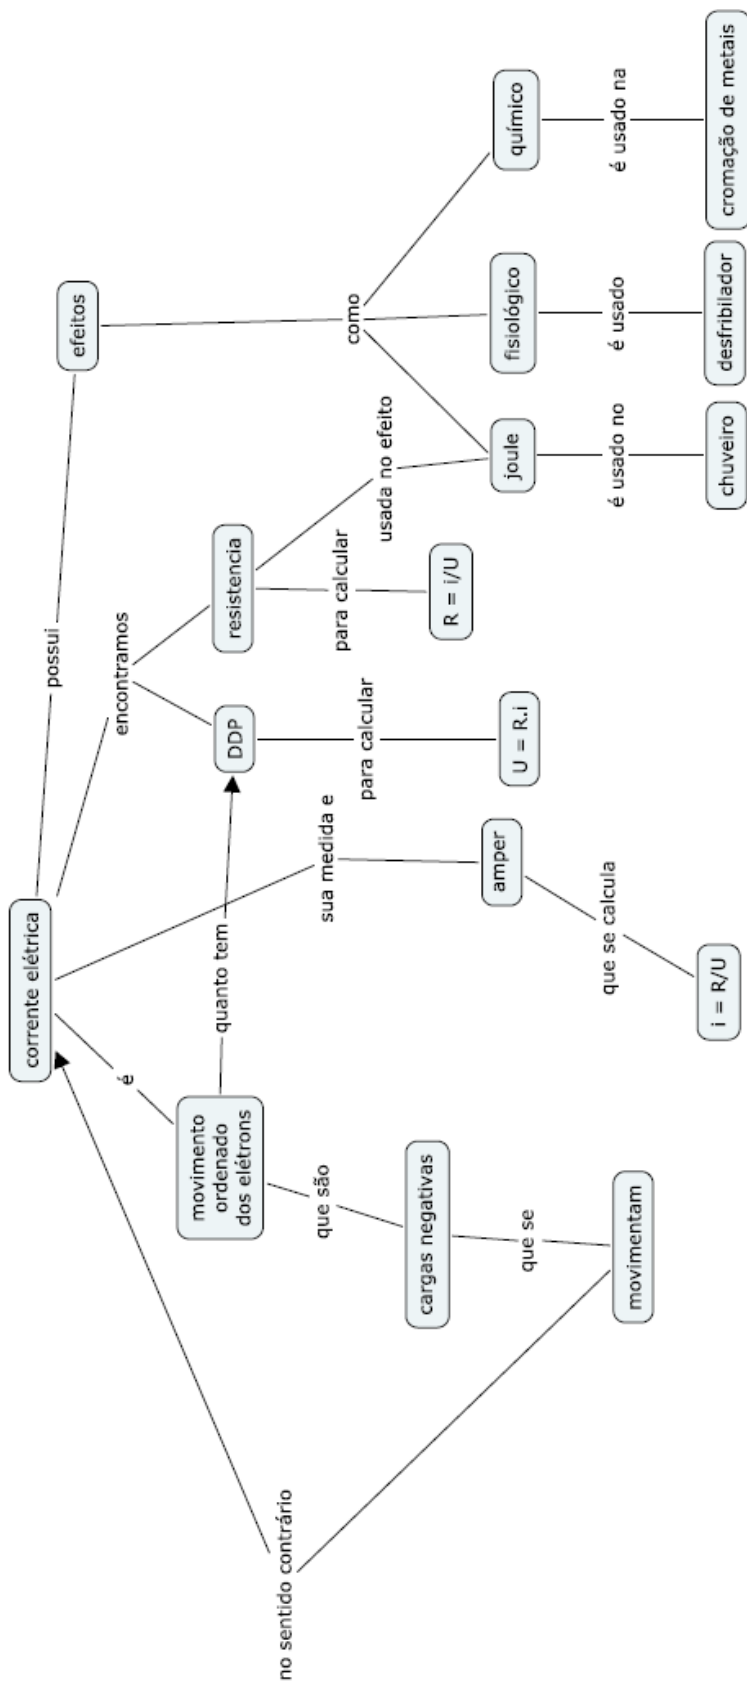 corrente elétrica
possui
efeitos
é
encontramos
movimento
ordenado
dos elétrons
quanto tem
DDP
resistencia
no sentido contrário
que são
sua medida e
para calcular
para calcular
usada no efeito
como
cargas negativas
amper
U = R.i
R = i/U
joule
fisiológico
químico
que se
que se calcula
é usado no
é usado
é usado na
movimentam
i = R/U
chuveiro
desfribilador
cromação de metais